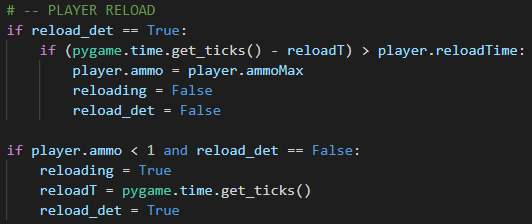 # -- PLAYER RELOAD
if reload_det == True:
    if (pygame.time.get_ticks() - reloadT) > player.reloadTime:
        player.ammo = player.ammoMax
        reloading = False
        reload_det = False

if player.ammo < 1 and reload_det == False:
    reloading = True
    reloadT = pygame.time.get_ticks()
    reload_det = True